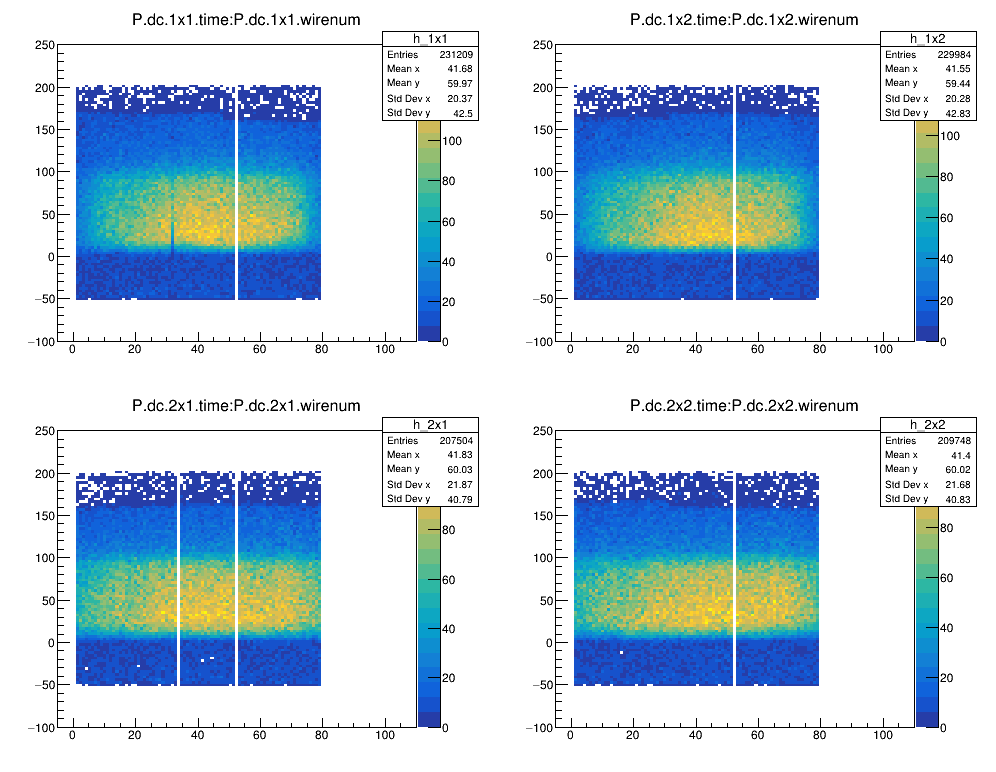 P.dc.1x1.time:P.dc.1x1.wirenum
h_1x1
Entries 231209
Mean x 41.68
Mean y 59.97
Std Dev x 20.37
Std Dev y 42.5
250
200
150
100
50
0
−50
−100
0 20 40 60 80 100
100
80
60
40
20
0
P.dc.1x2.time:P.dc.1x2.wirenum
h_1x2
Entries 229984
Mean x 41.55
Mean y 59.44
Std Dev x 20.28
Std Dev y 42.83
250
200
150
100
50
0
−50
−100
0 20 40 60 80 100
100
80
60
40
20
0
P.dc.2x1.time:P.dc.2x1.wirenum
h_2x1
Entries 207504
Mean x 41.83
Mean y 60.03
Std Dev x 21.87
Std Dev y 40.79
250
200
150
100
50
0
−50
−100
0 20 40 60 80 100
80
60
40
20
0
P.dc.2x2.time:P.dc.2x2.wirenum
h_2x2
Entries 209748
Mean x 41.4
Mean y 60.02
Std Dev x 21.68
Std Dev y 40.83
250
200
150
100
50
0
−50
−100
0 20 40 60 80 100
80
60
40
20
0